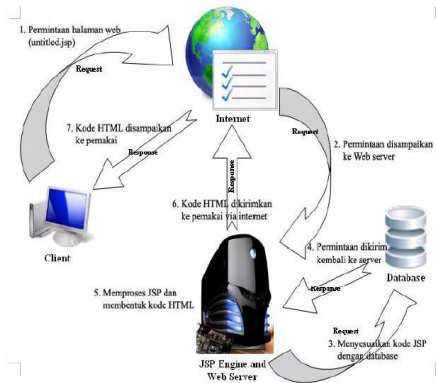 1. Permintaan halaman web
(untitled.jsp)
Request
Internet
7. Kode HTML disampaikan
ke pemakai
Response
Request
2. Permintaan disampaikan
ke Web server
Response
6. Kode HTML dikirimkan
ke pemakai via internet
Client
4. Permintaan dikirim
kembali ke server
Database
Response
5. Memproses JSP dan
membentuk kode HTML
Request
3. Menyesuaikan kode JSP
dengan database
JSP Engine and
Web Server